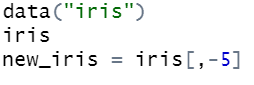 data("iris")
iris
new_iris = iris[,-5]